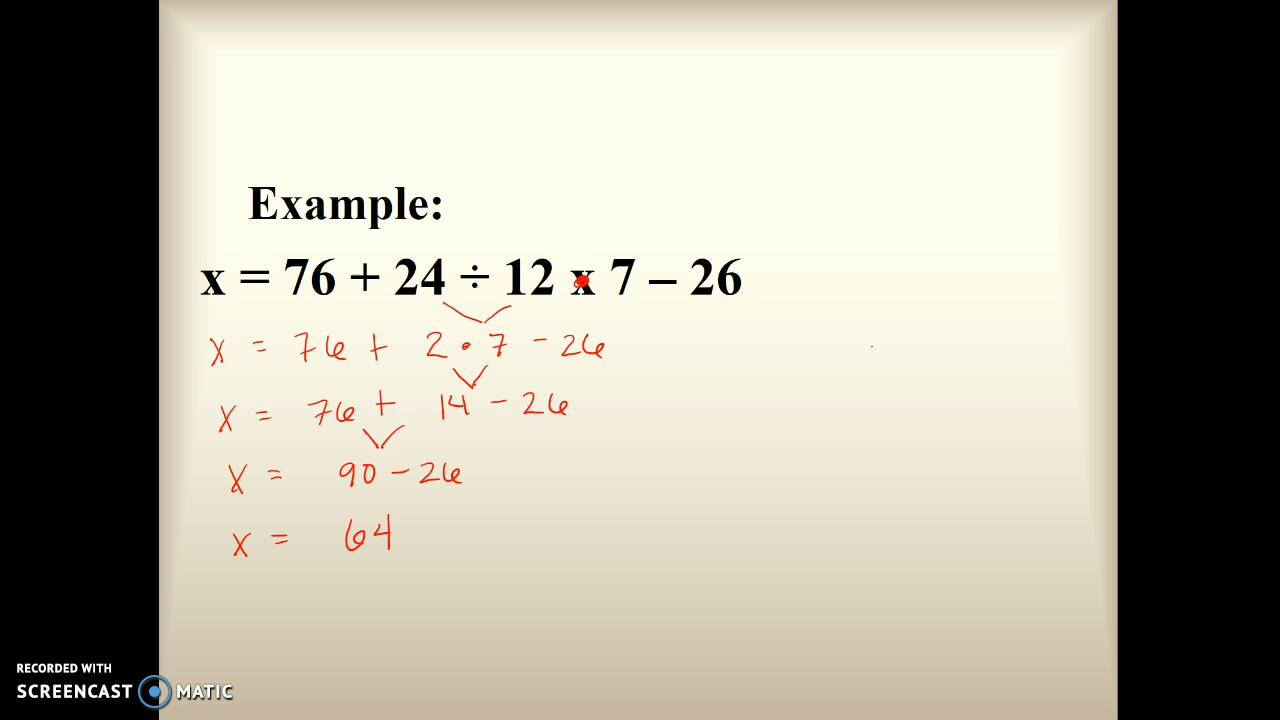 Example:
x = 76 + 24 ÷ 12 x 7 – 26
x = 76 + 2 • 7 - 26
x = 76 + 14 - 26
x = 90 - 26
x = 64
RECORDED WITH
SCREENCAST MATIC